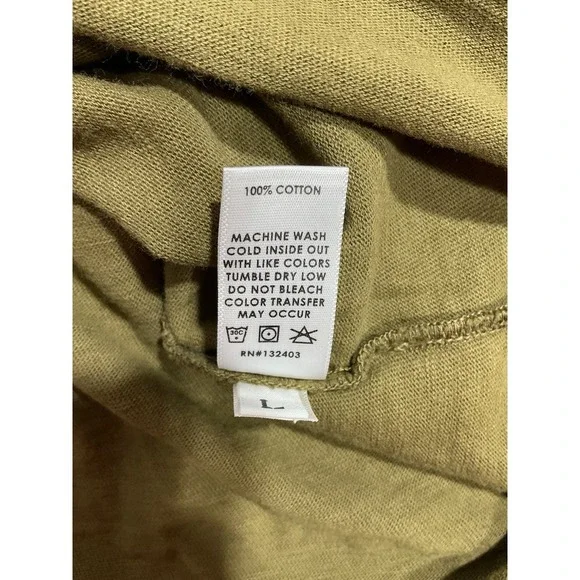 100% COTTON
MACHINE WASH
COLD INSIDE OUT
WITH LIKE COLORS
TUMBLE DRY LOW
DO NOT BLEACH
COLOR TRANSFER
MAY OCCUR
30C
RN#132403
L